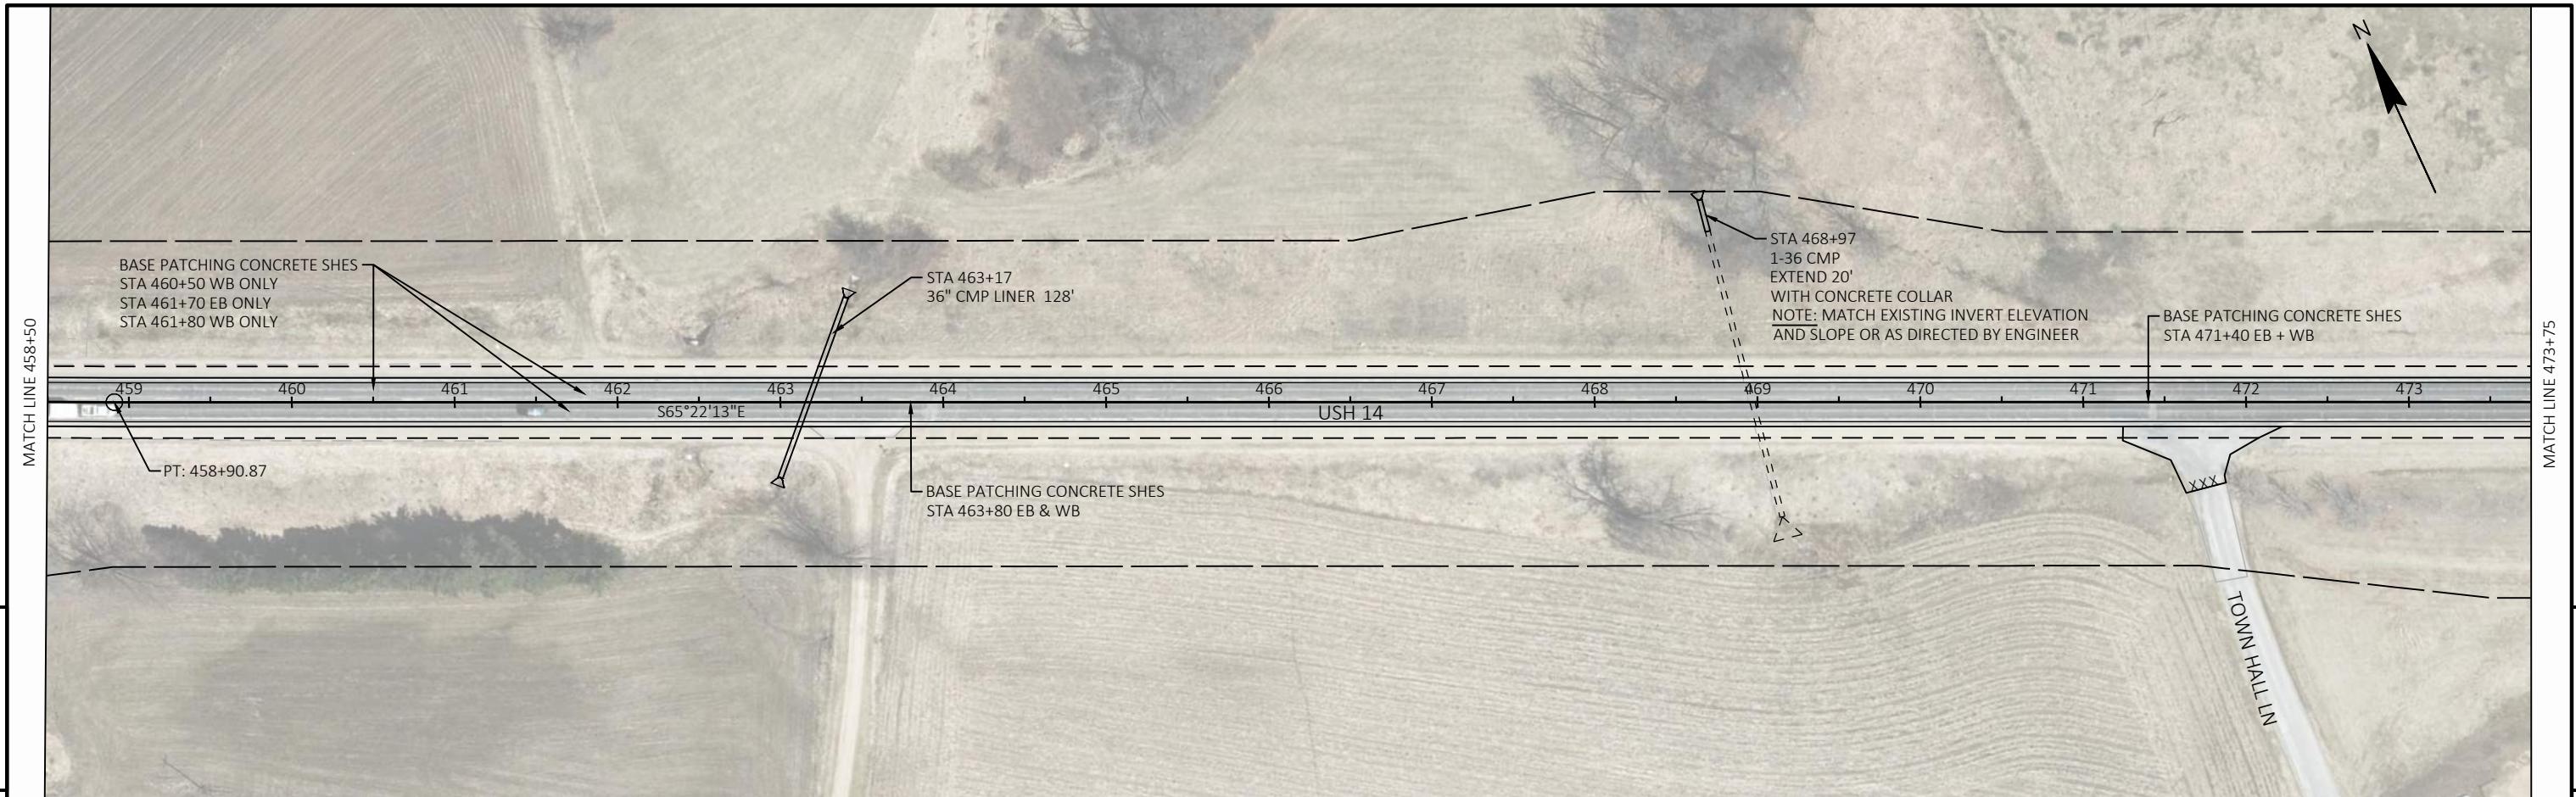 N
BASE PATCHING CONCRETE SHES
STA 460+50 WB ONLY
STA 461+70 EB ONLY
STA 461+80 WB ONLY
STA 463+17
36" CMP LINER 128'
STA 468+97
1-36 CMP
EXTEND 20'
WITH CONCRETE COLLAR
NOTE: MATCH EXISTING INVERT ELEVATION
AND SLOPE OR AS DIRECTED BY ENGINEER
BASE PATCHING CONCRETE SHES
STA 471+40 EB + WB
MATCH LINE 458+50
MATCH LINE 473+75
459 460 461 462 463 464 465 466 467 468 469 470 471 472 473
S65°22'13"E
USH 14
PT: 458+90.87
BASE PATCHING CONCRETE SHES
STA 463+80 EB & WB
XXX
TOWN HALL LN